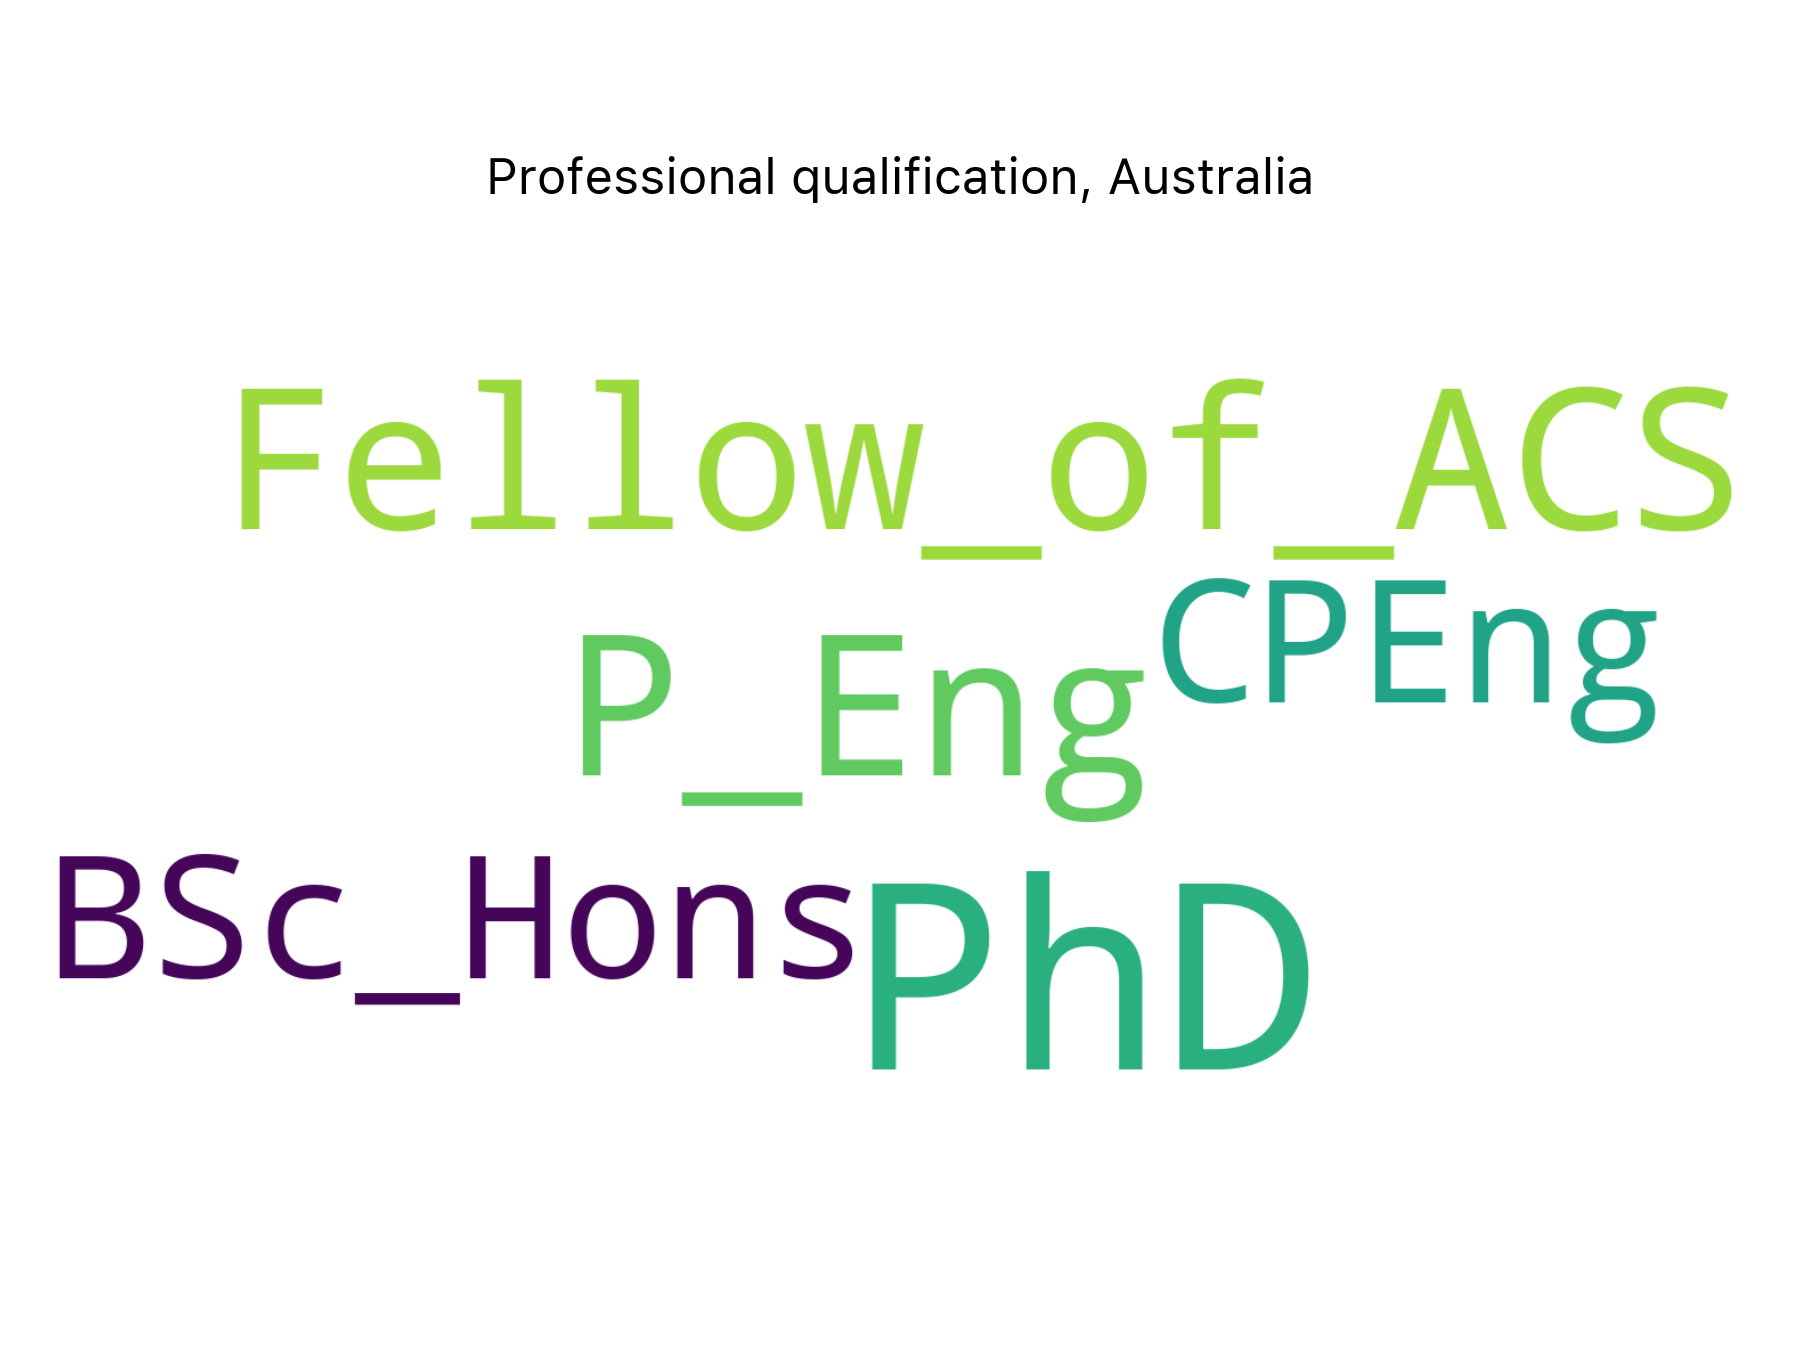 Professional qualification, Australia
Fellow_of_ACS
CPEng
P_Eng
BSc_Hons
PhD